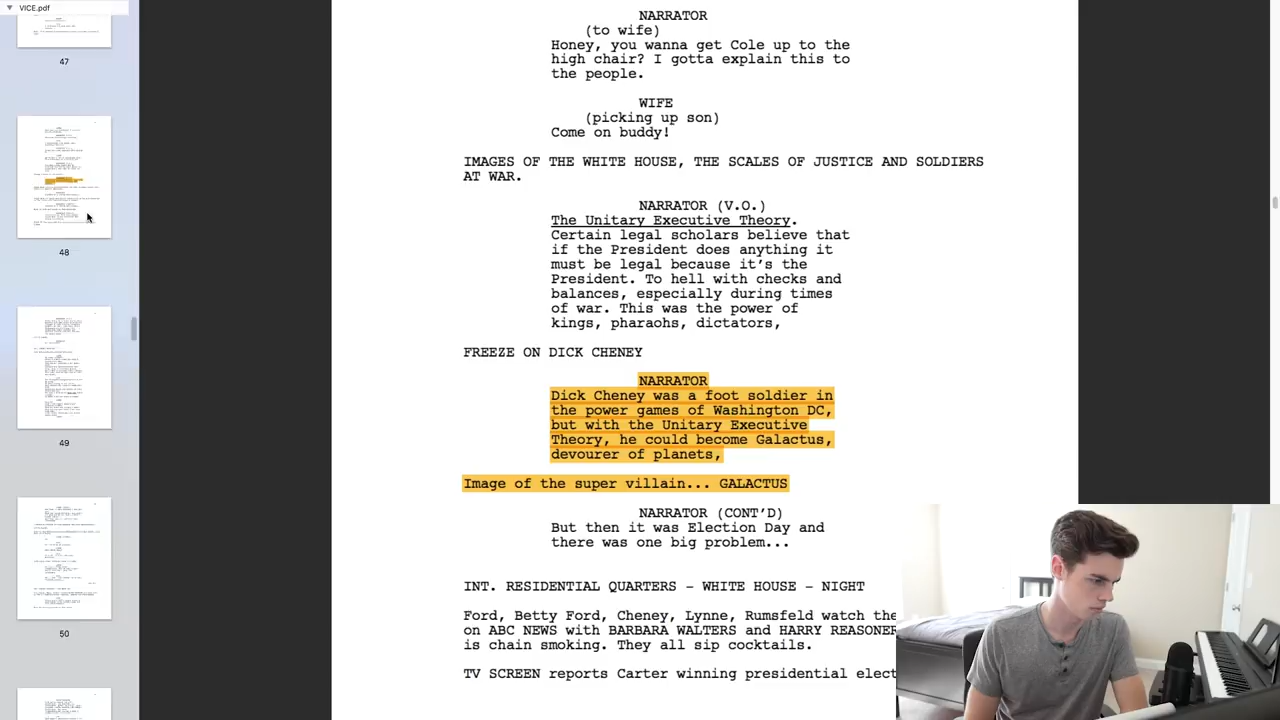 VICE.pdf
47
48
49
50
NARRATOR
(to wife)
Honey, you wanna get Cole up to the
high chair? I gotta explain this to
the people.
WIFE
(picking up son)
Come on buddy!
IMAGES OF THE WHITE HOUSE, THE SCALES OF JUSTICE AND SOLDIERS
AT WAR.
NARRATOR (V.O.)
The Unitary Executive Theory.
Certain legal scholars believe that
if the President does anything it
must be legal because it's the
President. To hell with checks and
balances, especially during times
of war. This was the power of
kings, pharaohs, dictators,
FREEZE ON DICK CHENEY
NARRATOR
Dick Cheney was a foot soldier in
the power games of Washington DC,
but with the Unitary Executive
Theory, he could become Galactus,
devourer of planets,
Image of the super villain... GALACTUS
NARRATOR (CONT'D)
But then it was Election Day and
there was one big problem...
INT. RESIDENTIAL QUARTERS - WHITE HOUSE - NIGHT
Ford, Betty Ford, Cheney, Lynne, Rumsfeld watch the
on ABC NEWS with BARBARA WALTERS and HARRY REASONER
is chain smoking. They all sip cocktails.
TV SCREEN reports Carter winning presidential elect